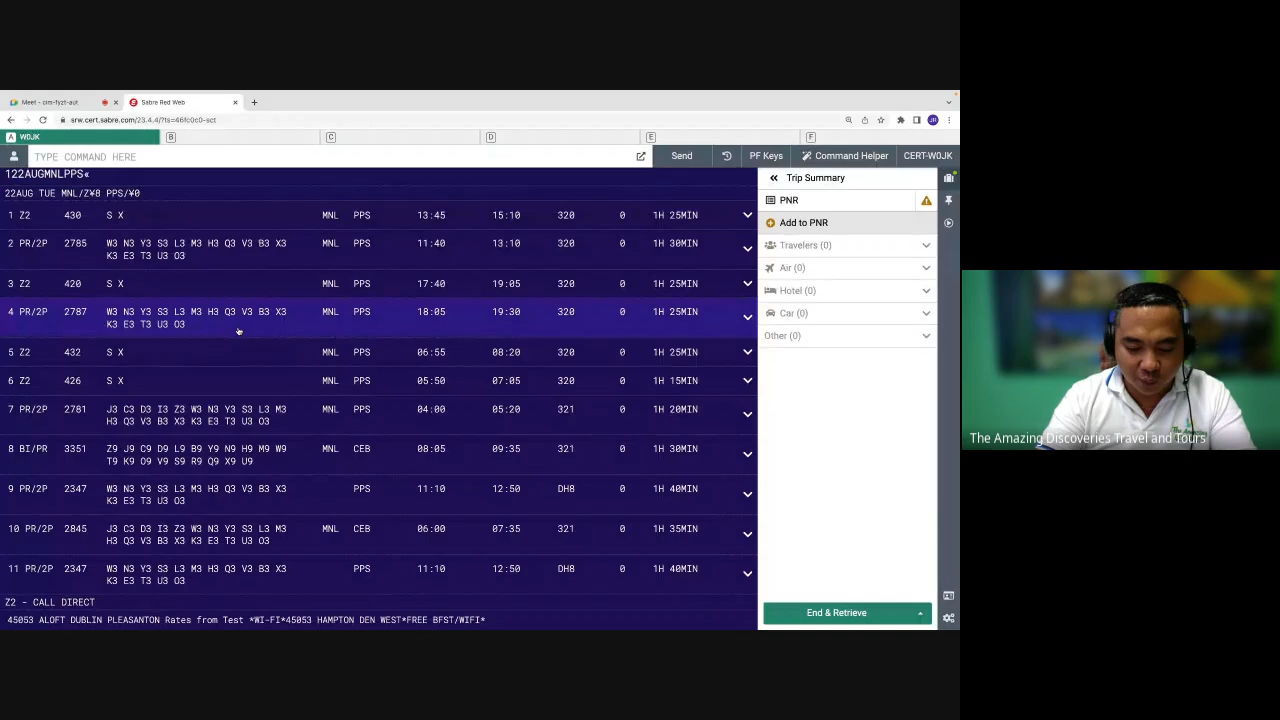 Meet - cim-fyzt-aut
Sabre Red Web
srw.cert.sabre.com/23.4.4/?ts=46fc0c0-sct
A W0JK
B
C
D
E
F
TYPE COMMAND HERE
Send
PF Keys
Command Helper
CERT-W0JK
122AUGMNLPPS«
22AUG TUE MNL/Z¥8 PPS/¥0
1 Z2 430 S X MNL PPS 13:45 15:10 320 0 1H 25MIN
2 PR/2P 2785 W3 N3 Y3 S3 L3 M3 H3 Q3 V3 B3 X3 MNL PPS 11:40 13:10 320 0 1H 30MIN
K3 E3 T3 U3 O3
3 Z2 420 S X MNL PPS 17:40 19:05 320 0 1H 25MIN
4 PR/2P 2787 W3 N3 Y3 S3 L3 M3 H3 Q3 V3 B3 X3 MNL PPS 18:05 19:30 320 0 1H 25MIN
K3 E3 T3 U3 O3
5 Z2 432 S X MNL PPS 06:55 08:20 320 0 1H 25MIN
6 Z2 426 S X MNL PPS 05:50 07:05 320 0 1H 15MIN
7 PR/2P 2781 J3 C3 D3 I3 Z3 W3 N3 Y3 S3 L3 M3 MNL PPS 04:00 05:20 321 0 1H 20MIN
H3 Q3 V3 B3 X3 K3 E3 T3 U3 O3
8 BI/PR 3351 Z9 J9 C9 D9 L9 B9 Y9 N9 H9 M9 W9 MNL CEB 08:05 09:35 321 0 1H 30MIN
T9 K9 O9 V9 S9 R9 Q9 X9 U9
9 PR/2P 2347 W3 N3 Y3 S3 L3 M3 H3 Q3 V3 B3 X3 PPS 11:10 12:50 DH8 0 1H 40MIN
K3 E3 T3 U3 O3
10 PR/2P 2845 J3 C3 D3 I3 Z3 W3 N3 Y3 S3 L3 M3 MNL CEB 06:00 07:35 321 0 1H 35MIN
H3 Q3 V3 B3 X3 K3 E3 T3 U3 O3
11 PR/2P 2347 W3 N3 Y3 S3 L3 M3 H3 Q3 V3 B3 X3 PPS 11:10 12:50 DH8 0 1H 40MIN
K3 E3 T3 U3 O3
Z2 - CALL DIRECT
45053 ALOFT DUBLIN PLEASANTON Rates from Test *WI-FI*45053 HAMPTON DEN WEST*FREE BFST/WIFI*
Trip Summary
PNR
Add to PNR
Travelers (0)
Air (0)
Hotel (0)
Car (0)
Other (0)
End & Retrieve
The Amazing Discoveries Travel and Tours